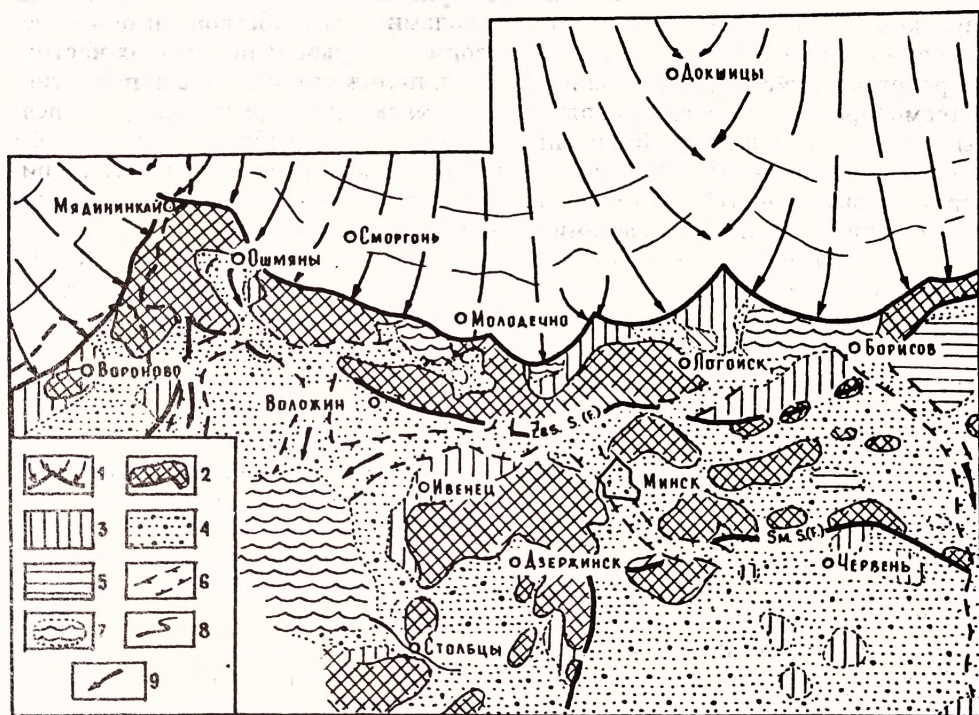 Докшицы
Мядининкай
Сморгонь
Ошмяны
Молодечно
Вороново
Логойск
Борисов
Воложин
Zas. S.(F.)
Ивенец
Минск
Sm. S.(F.)
Дзержинск
Червень
Столбцы
1 2
3 4
5 6
7 8
9